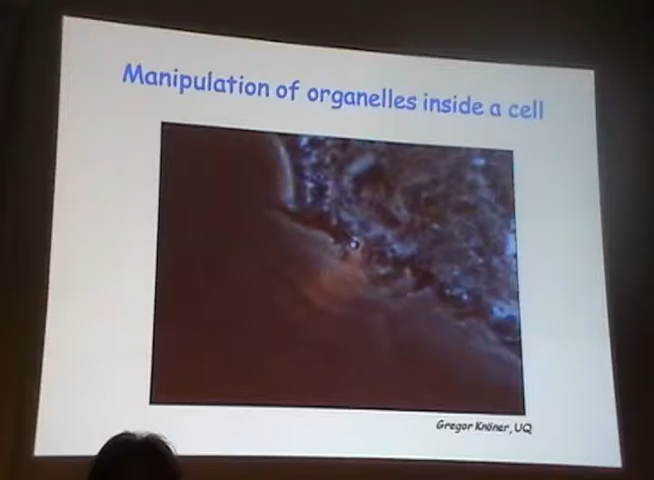 Manipulation of organelles inside a cell
Gregor Knöner, UQ